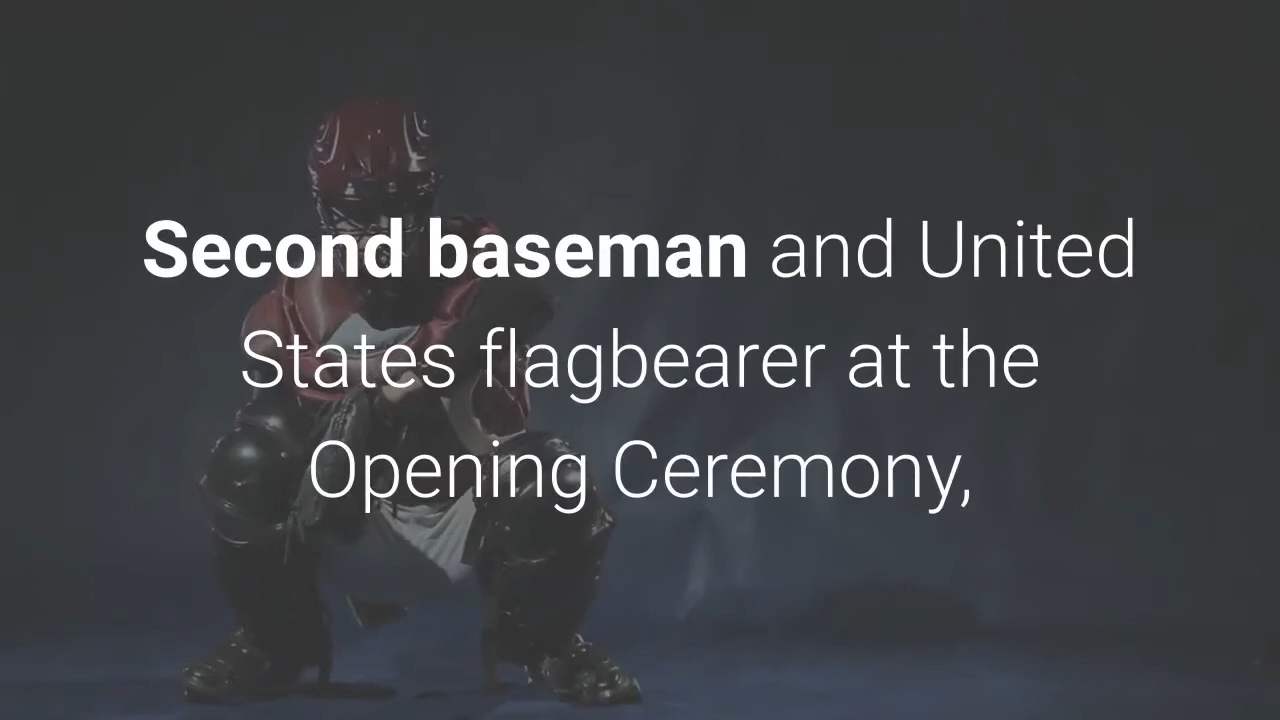 Second baseman and United
States flagbearer at the
Opening Ceremony,